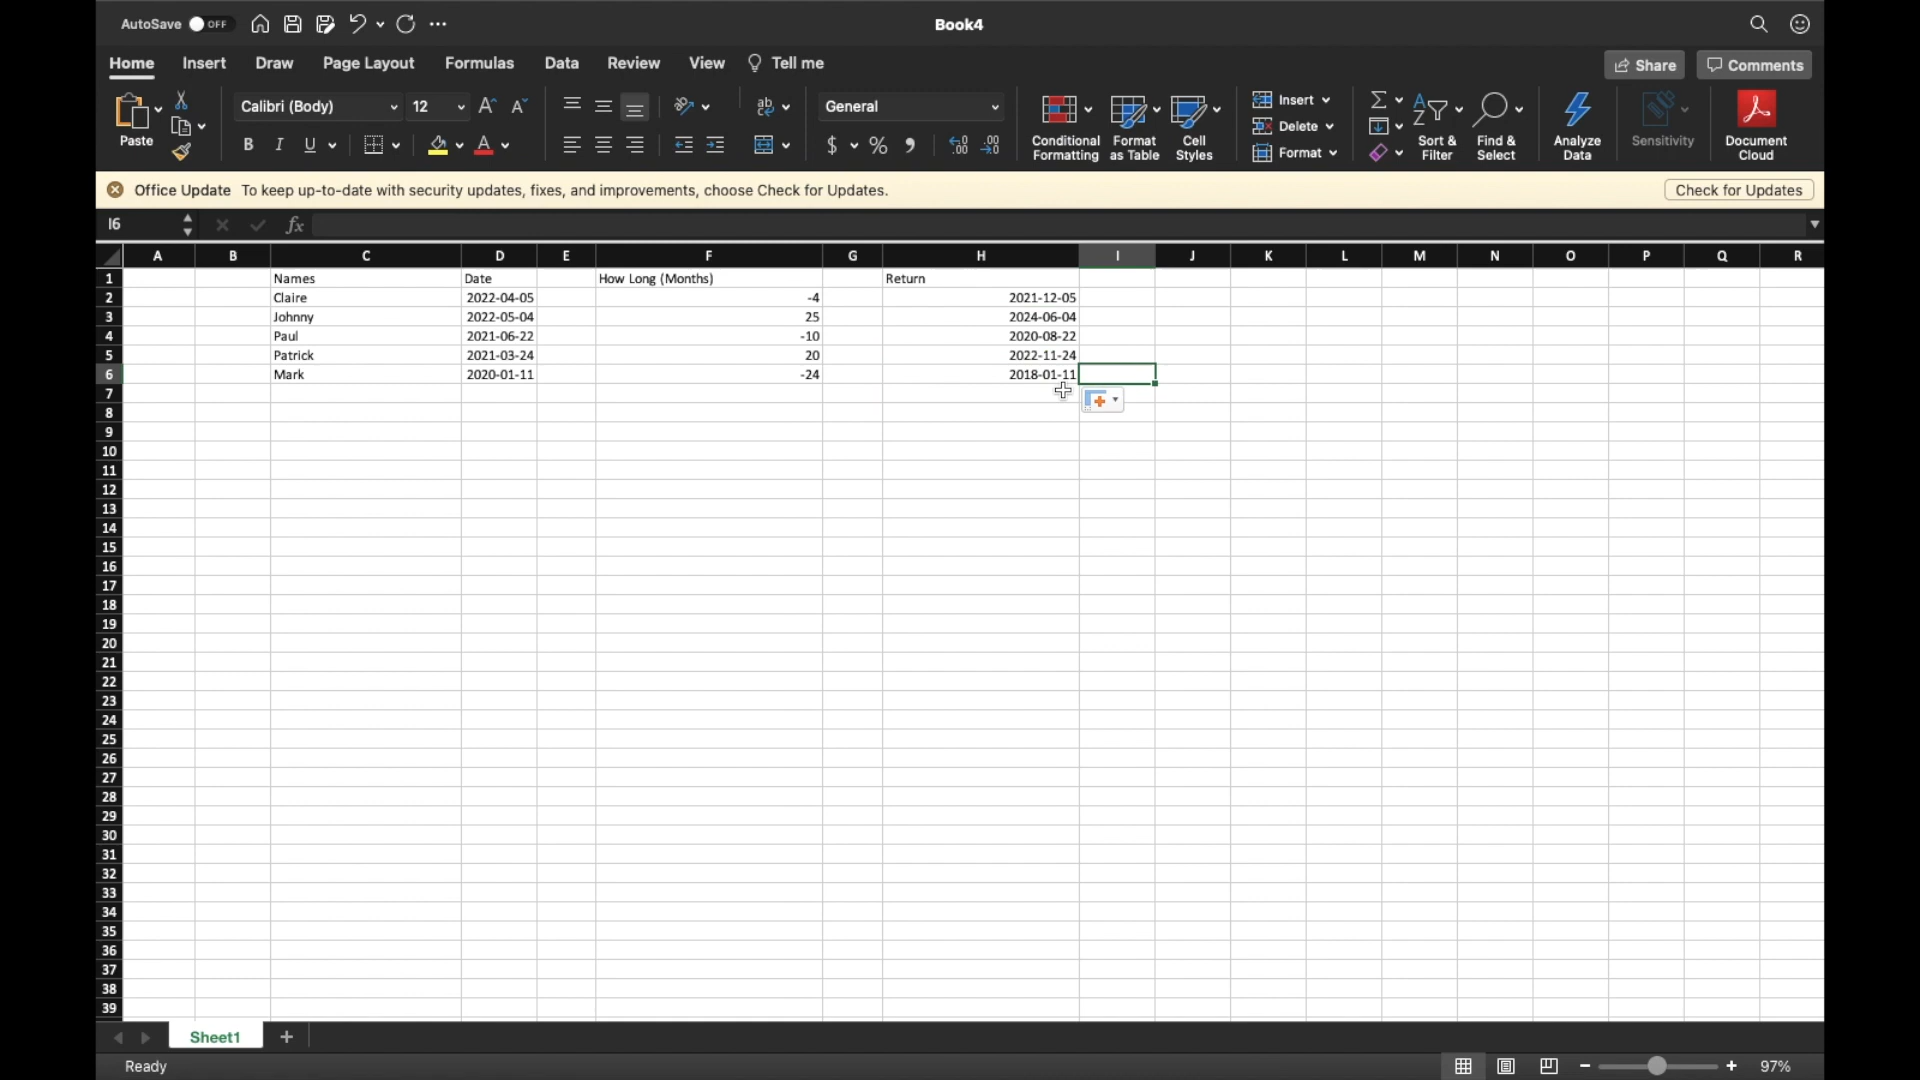 AutoSave OFF Book4
Home Insert Draw Page Layout Formulas Data Review View Tell me Share Comments
Paste Calibri (Body) 12 General Conditional Formatting Format as Table Cell Styles Insert Delete Format Sort & Filter Find & Select Analyze Data Sensitivity Document Cloud
Office Update To keep up-to-date with security updates, fixes, and improvements, choose Check for Updates. Check for Updates
I6 fx
A B C D E F G H I J K L M N O P Q R
1 Names Date How Long (Months) Return
2 Claire 2022-04-05 -4 2021-12-05
3 Johnny 2022-05-04 25 2024-06-04
4 Paul 2021-06-22 -10 2020-08-22
5 Patrick 2021-03-24 20 2022-11-24
6 Mark 2020-01-11 -24 2018-01-11
7
8
9
10
11
12
13
14
15
16
17
18
19
20
21
22
23
24
25
26
27
28
29
30
31
32
33
34
35
36
37
38
39
Sheet1
Ready 97%